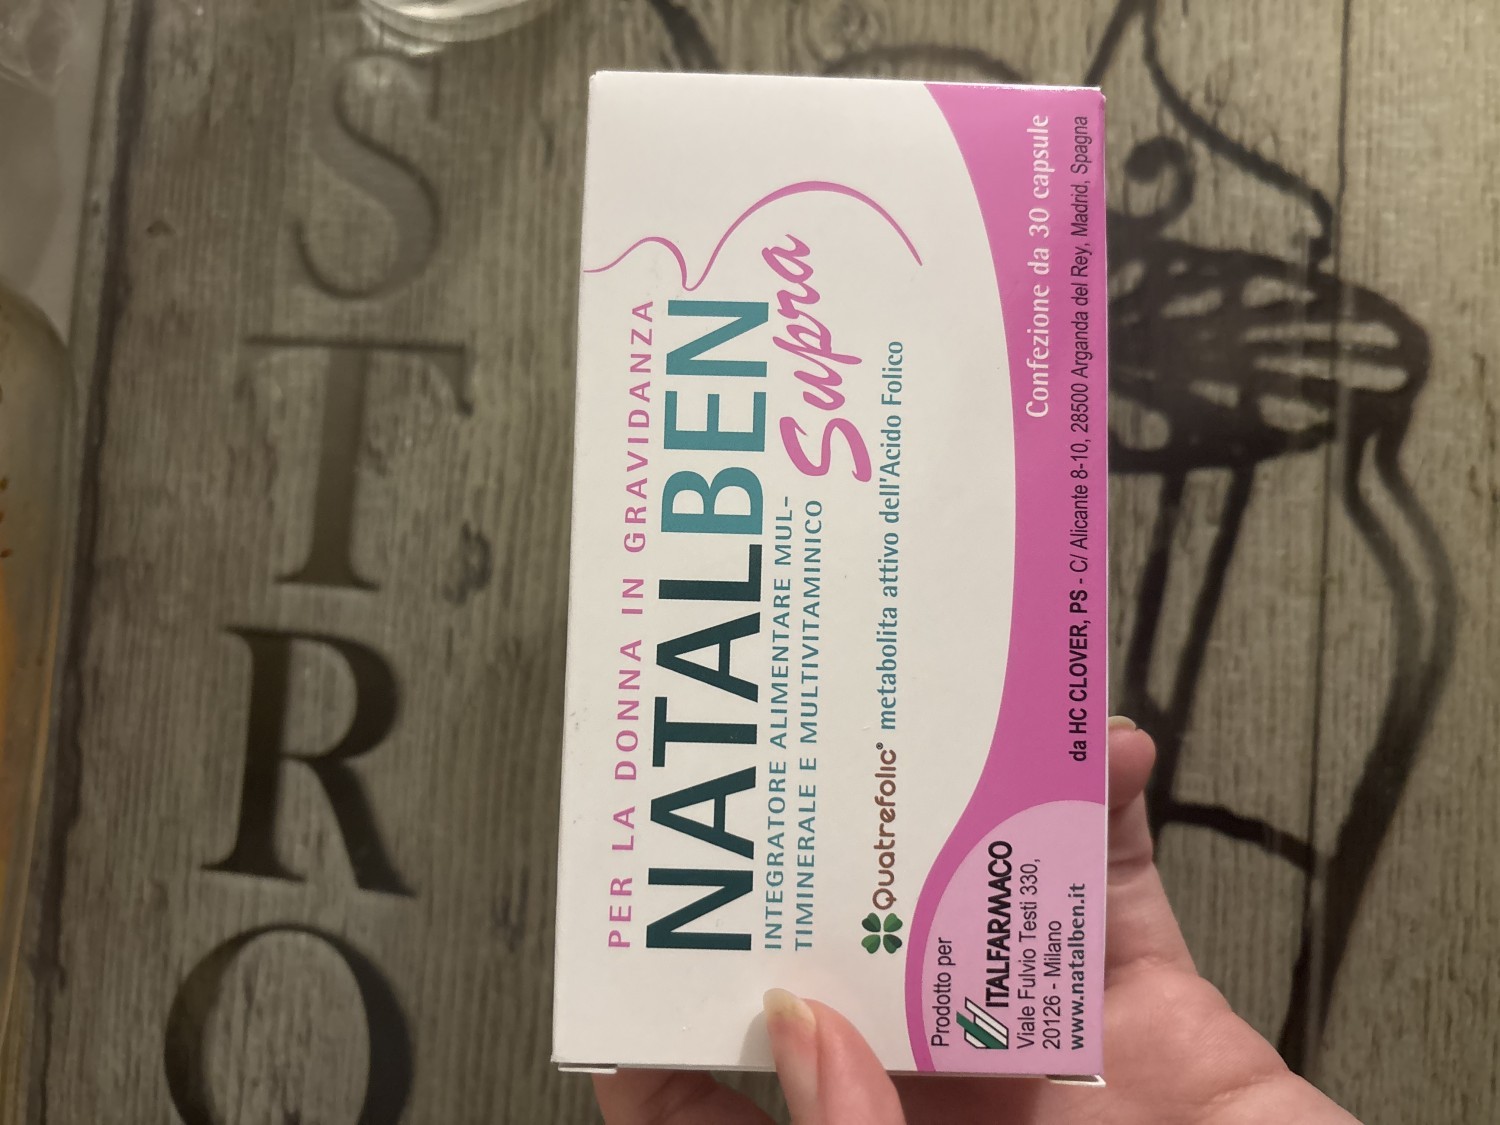 PER LA DONNA IN GRAVIDANZA
NATALBEN
Supra
INTEGRATORE ALIMENTARE MUL-
TIMINERALE E MULTIVITAMINICO
Quatrefolic® metabolita attivo dell'Acido Folico
Confezione da 30 capsule
Prodotto per
ITALFARMACO
Viale Fulvio Testi 330,
20126 - Milano
www.natalben.it
da HC CLOVER, PS - C/ Alicante 8-10, 28500 Arganda del Rey, Madrid, Spagna
STRO